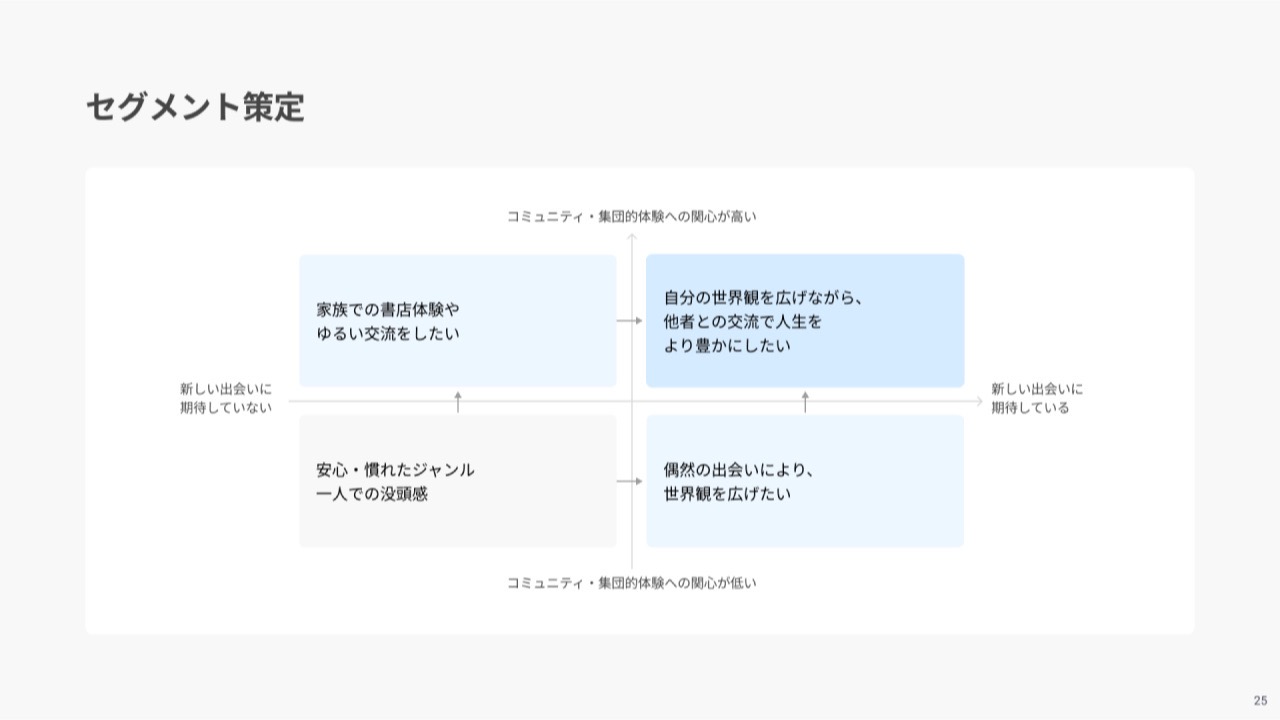 セグメント策定
コミュニティ・集団的体験への関心が高い
家族での書店体験や
ゆるい交流をしたい
自分の世界観を広げながら、
他者との交流で人生を
より豊かにしたい
新しい出会いに
期待していない
新しい出会いに
期待している
安心・慣れたジャンル
一人での没頭感
偶然の出会いにより、
世界観を広げたい
コミュニティ・集団的体験への関心が低い
25